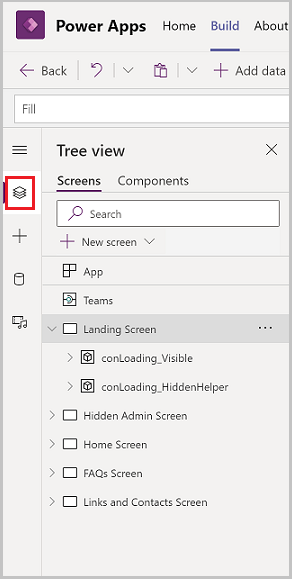 Power Apps Home Build About
Back Add data
Fill
Tree view
Screens Components
Search
New screen
App
Teams
Landing Screen ...
conLoading_Visible
conLoading_HiddenHelper
Hidden Admin Screen
Home Screen
FAQs Screen
Links and Contacts Screen